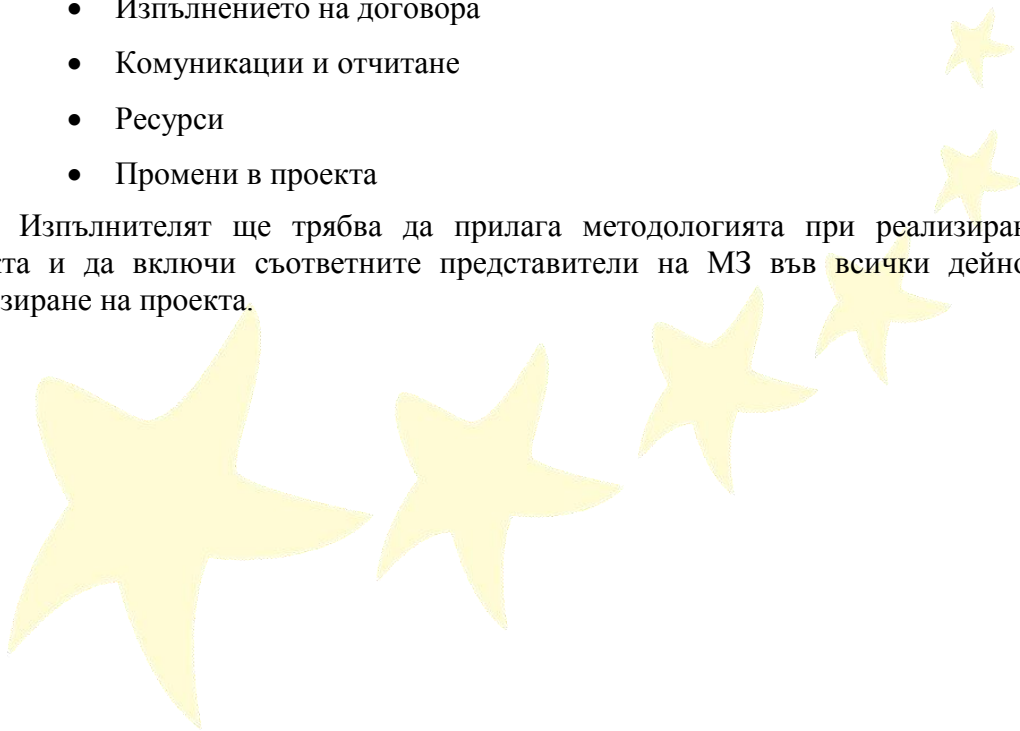 Изпълнението на договора
• Комуникации и отчитане
• Ресурси
• Промени в проекта
Изпълнителят ще трябва да прилага методологията при реализиран
кта и да включи съответните представители на МЗ във всички дейно
зиране на проекта.